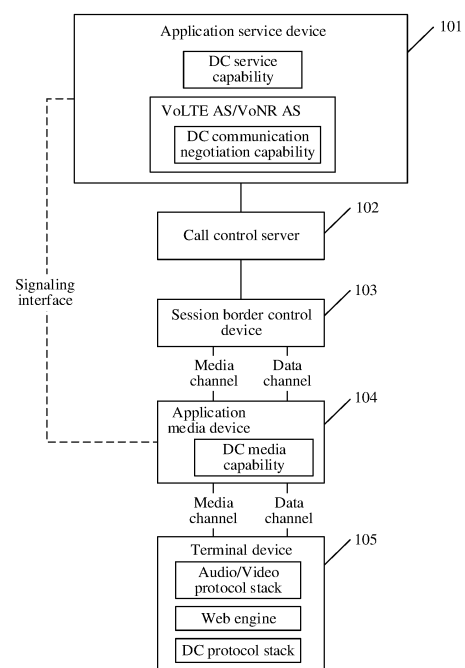 Application service device
101
DC service
capability
VoLTE AS/VoNR AS
DC communication
negotiation capability
102
Call control server
Signaling
interface
103
Session border control
device
Media
channel
Data
channel
104
Application
media device
DC media
capability
Media
channel
Data
channel
105
Terminal device
Audio/Video
protocol stack
Web engine
DC protocol stack